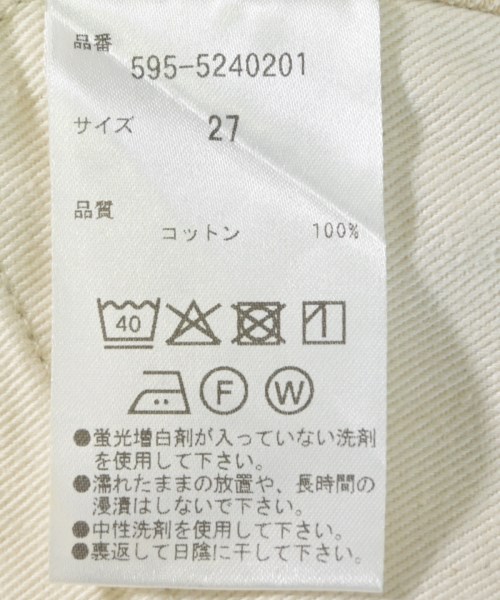 品番
595-5240201
サイズ 27
品質
コットン 100%
40
F W
●蛍光増白剤が入っていない洗剤
を使用して下さい。
●濡れたままの放置や、長時間の
浸漬はしないで下さい。
●中性洗剤を使用して下さい。
●裏返して日陰に干して下さい。